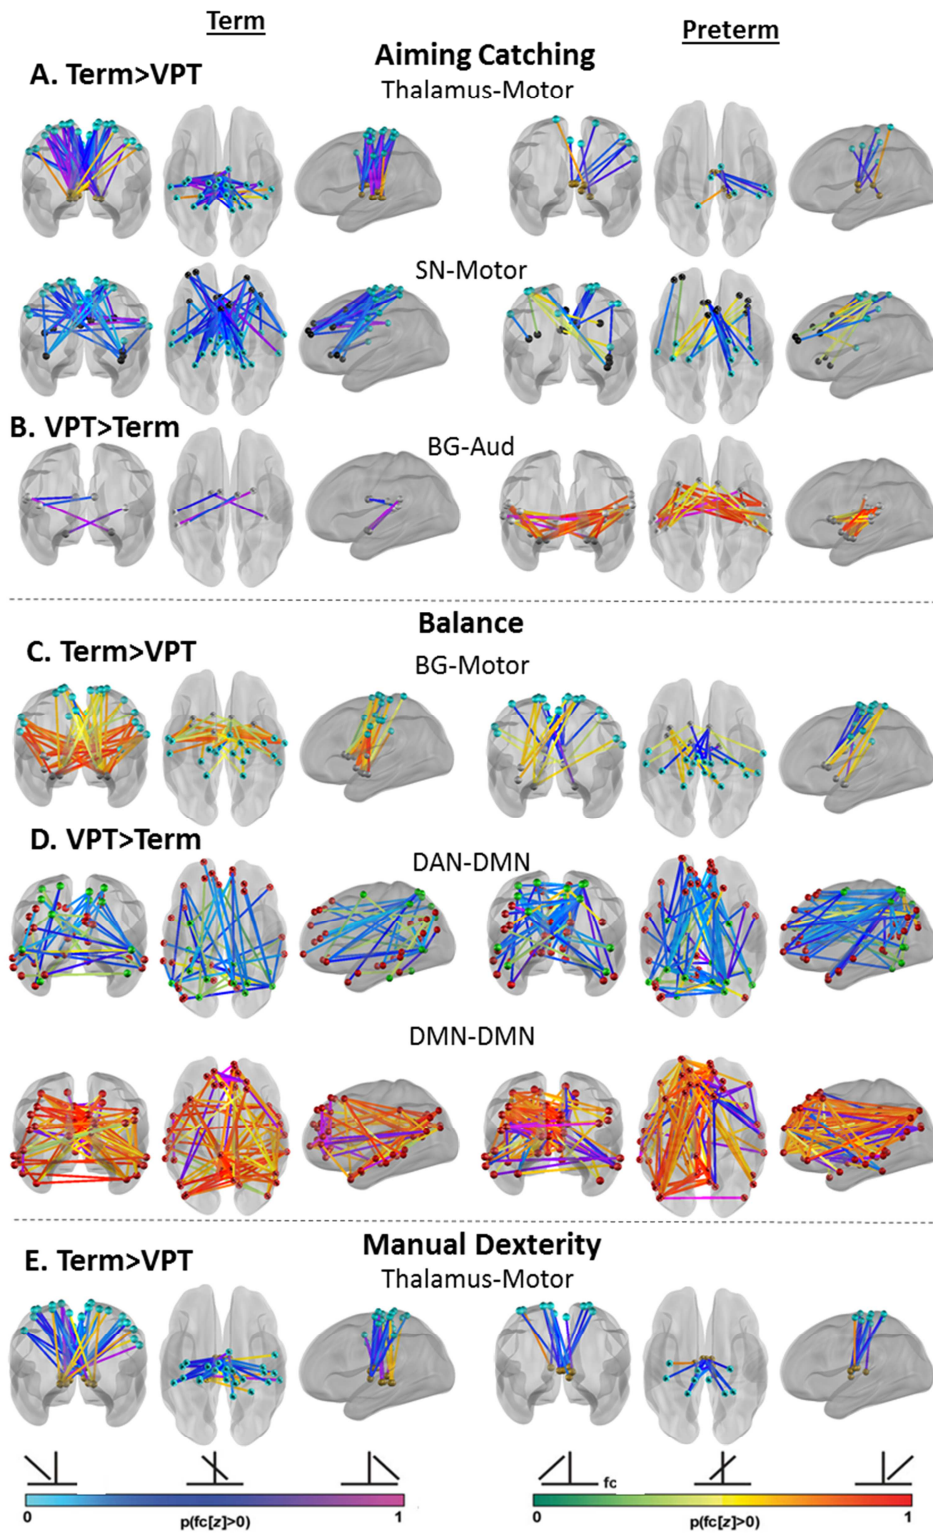 Term
Preterm
Aiming Catching
A. Term>VPT
Thalamus-Motor
SN-Motor
B. VPT>Term
BG-Aud
Balance
C. Term>VPT
BG-Motor
D. VPT>Term
DAN-DMN
DMN-DMN
Manual Dexterity
E. Term>VPT
Thalamus-Motor
fc
0 1
p(fc[z]>0)
0 1
p(fc[z]>0)